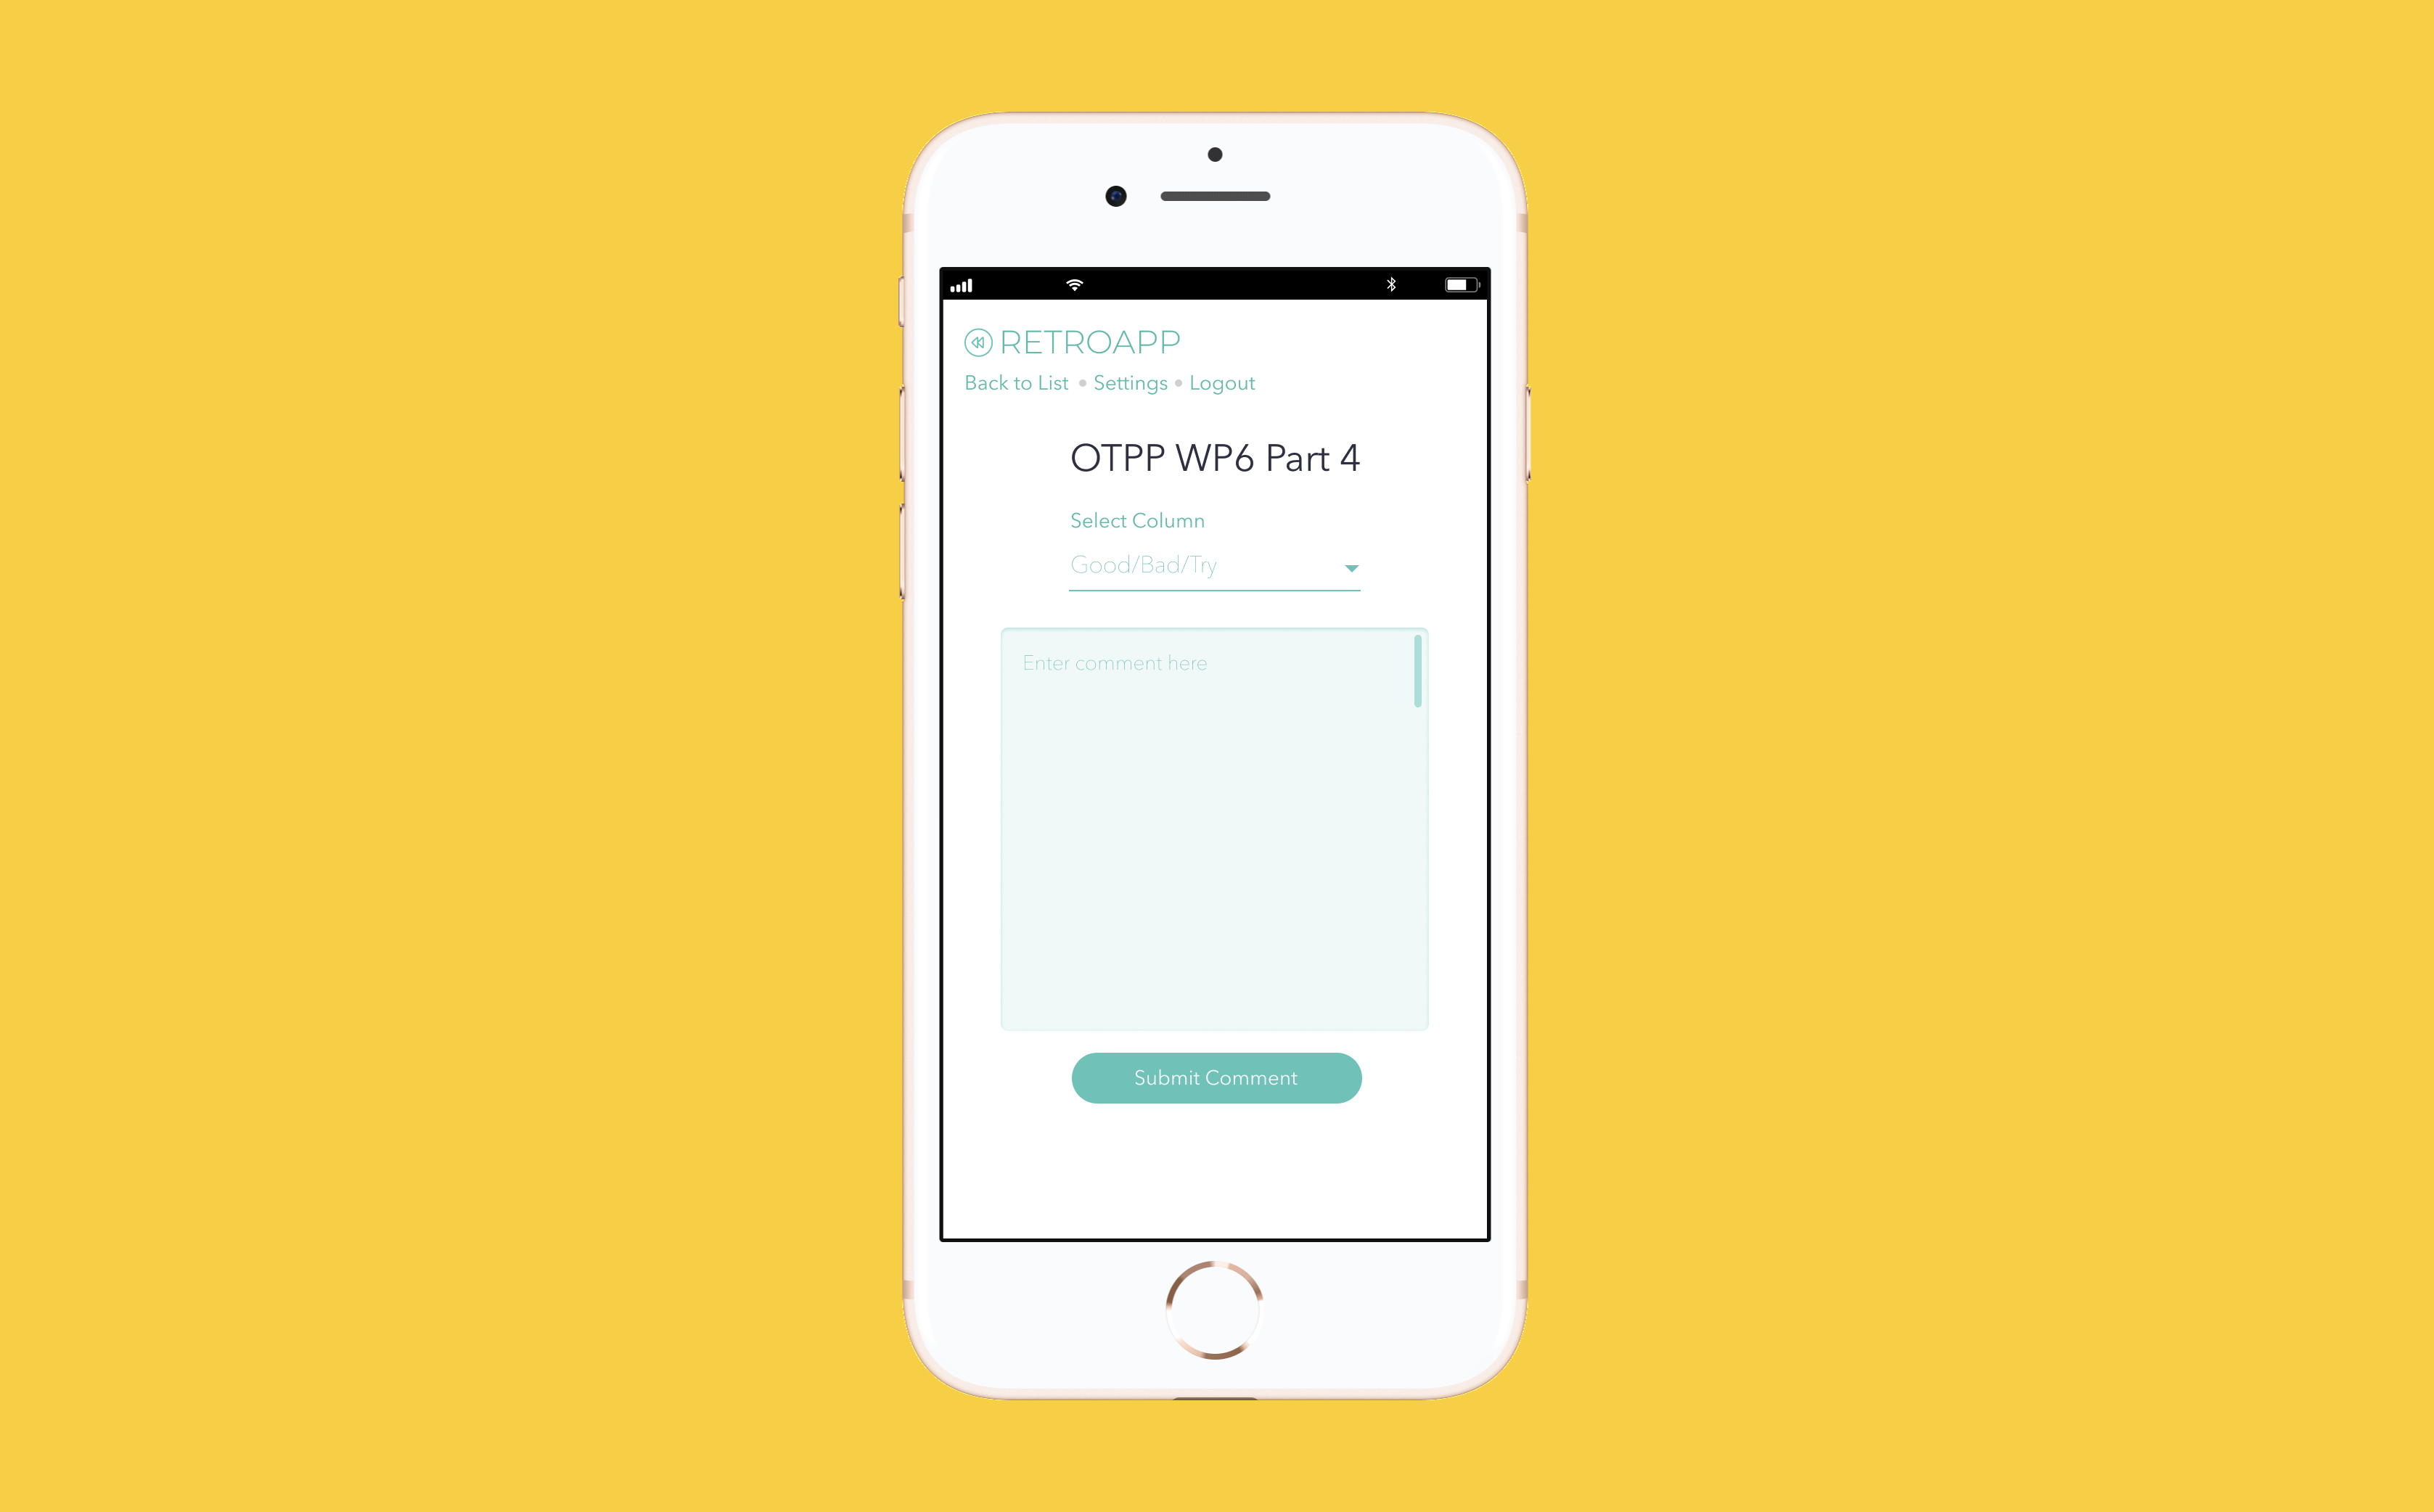 RETROAPP
Back to List • Settings • Logout
OTPP WP6 Part 4
Select Column
Good/Bad/Try
Enter comment here
Submit Comment